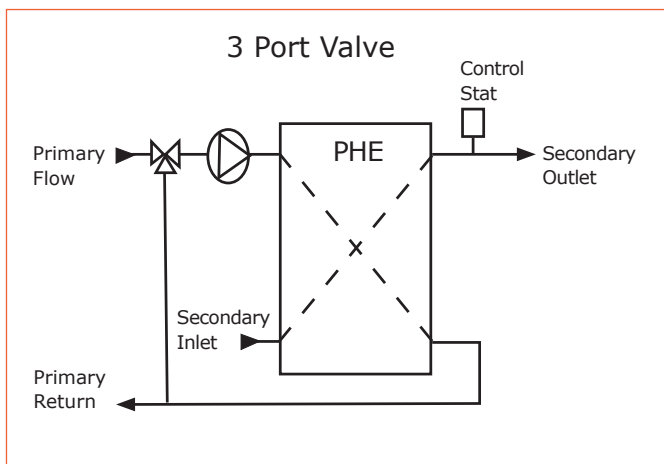 3 Port Valve
Control
Stat
Primary
Flow
PHE
Secondary
Outlet
Secondary
Inlet
Primary
Return